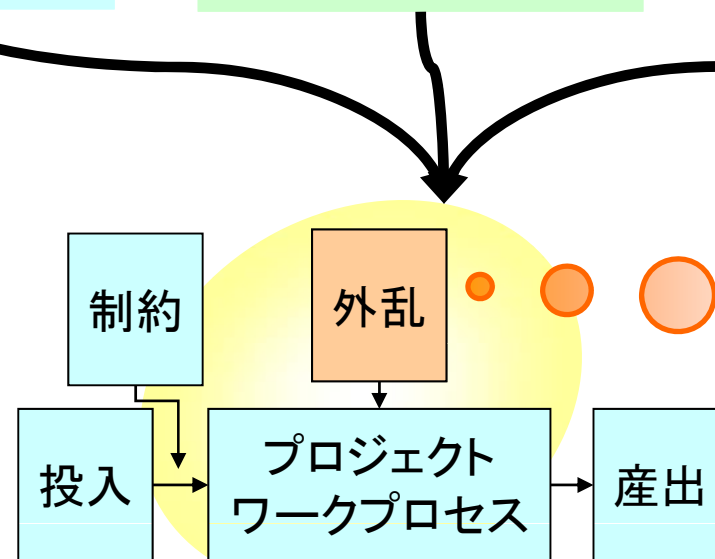 制約
外乱
投入
プロジェクト
ワークプロセス
産出